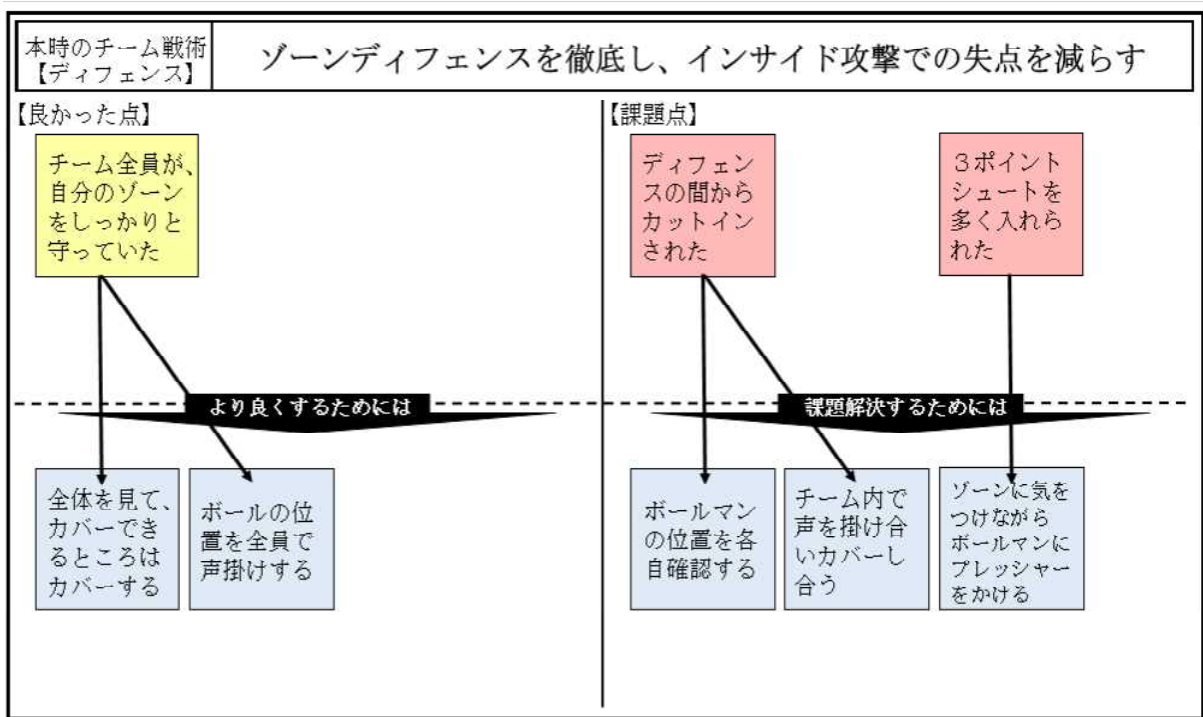 本時のチーム戦術
【ディフェンス】
ゾーンディフェンスを徹底し、インサイド攻撃での失点を減らす
【良かった点】
チーム全員が、
自分のゾーン
をしっかりと
守っていた
より良くするためには
全体を見て、
カバーでき
るところは
カバーする
ボールの位
置を全員で
声掛けする
【課題点】
ディフェン
スの間から
カットイン
された
３ポイント
シュートを
多く入れら
れた
課題解決するためには
ボールマン
の位置を各
自確認する
チーム内で
声を掛け合
いカバーし
合う
ゾーンに気を
つけながら
ボールマンに
プレッシャー
をかける